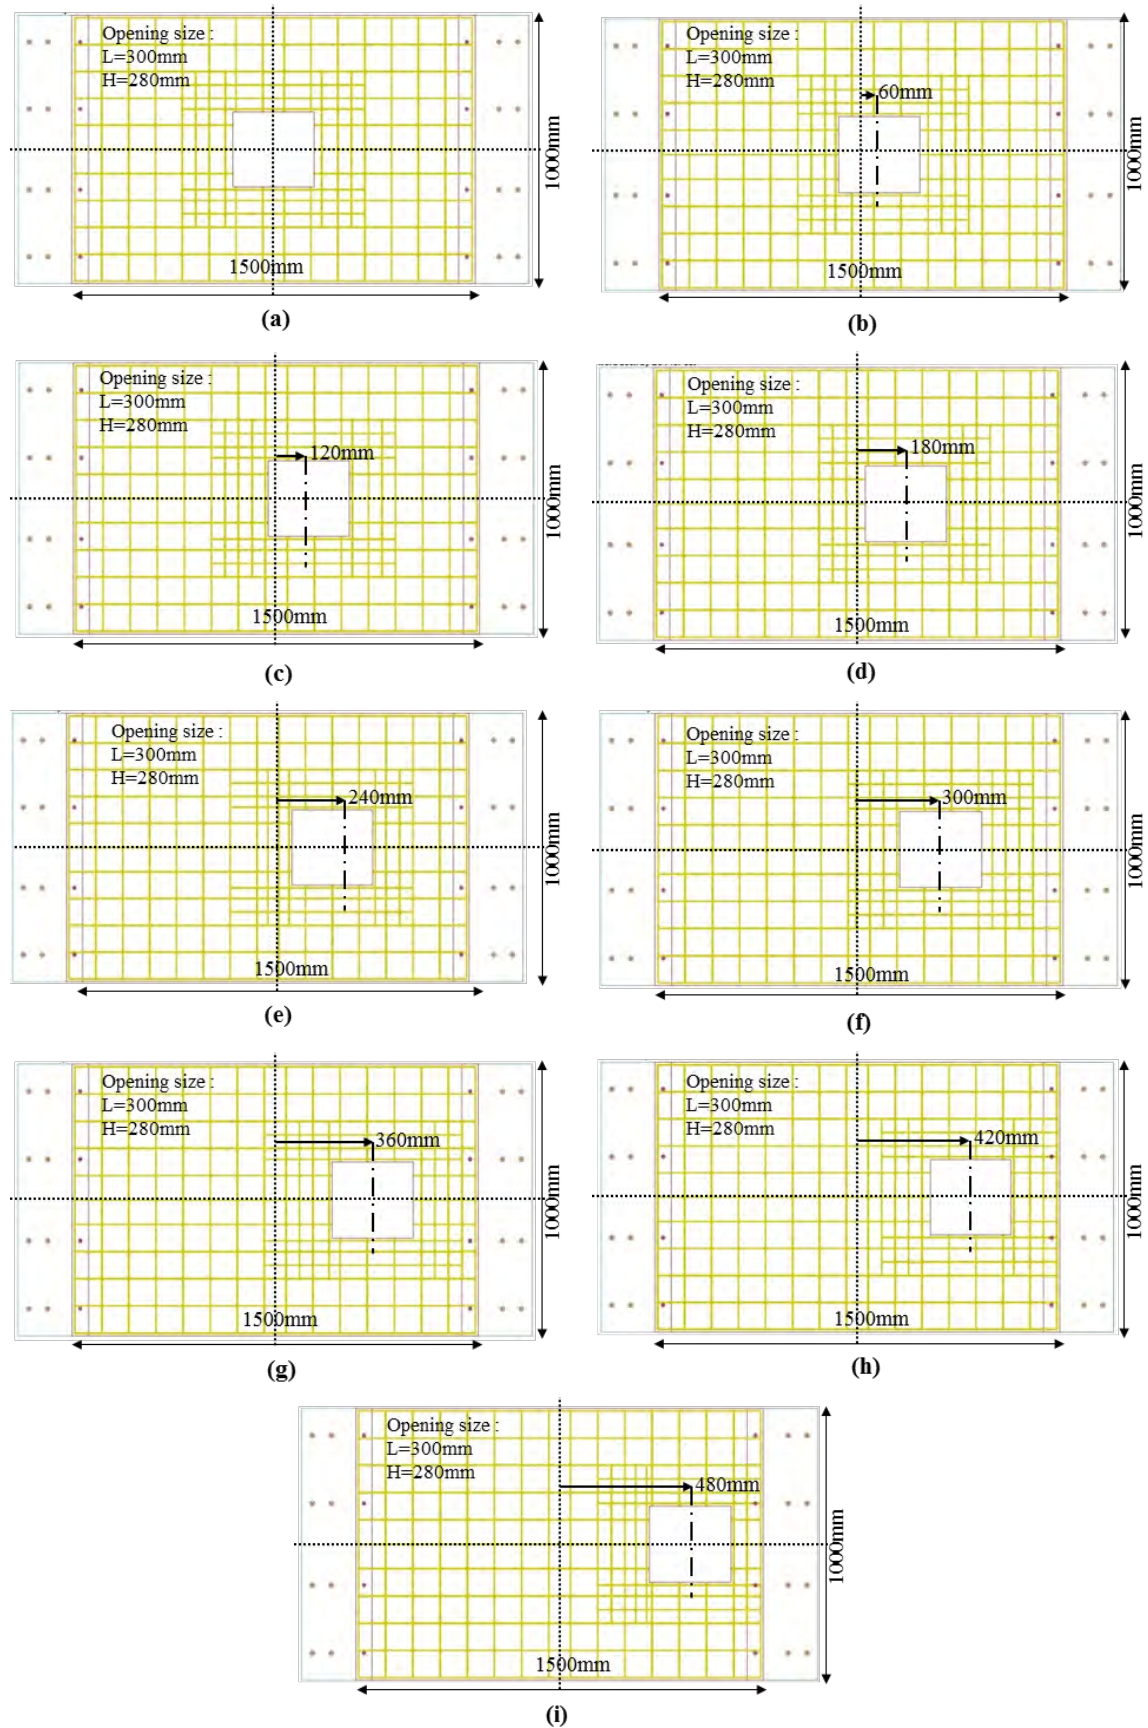 Opening size :
L=300mm
H=280mm
1500mm
1000mm
(a)
Opening size :
L=300mm
H=280mm
60mm
1500mm
1000mm
(b)
Opening size :
L=300mm
H=280mm
120mm
1500mm
1000mm
(c)
Opening size :
L=300mm
H=280mm
180mm
1500mm
1000mm
(d)
Opening size :
L=300mm
H=280mm
240mm
1500mm
1000mm
(e)
Opening size :
L=300mm
H=280mm
300mm
1500mm
1000mm
(f)
Opening size :
L=300mm
H=280mm
360mm
1500mm
1000mm
(g)
Opening size :
L=300mm
H=280mm
420mm
1500mm
1000mm
(h)
Opening size :
L=300mm
H=280mm
480mm
1500mm
1000mm
(i)